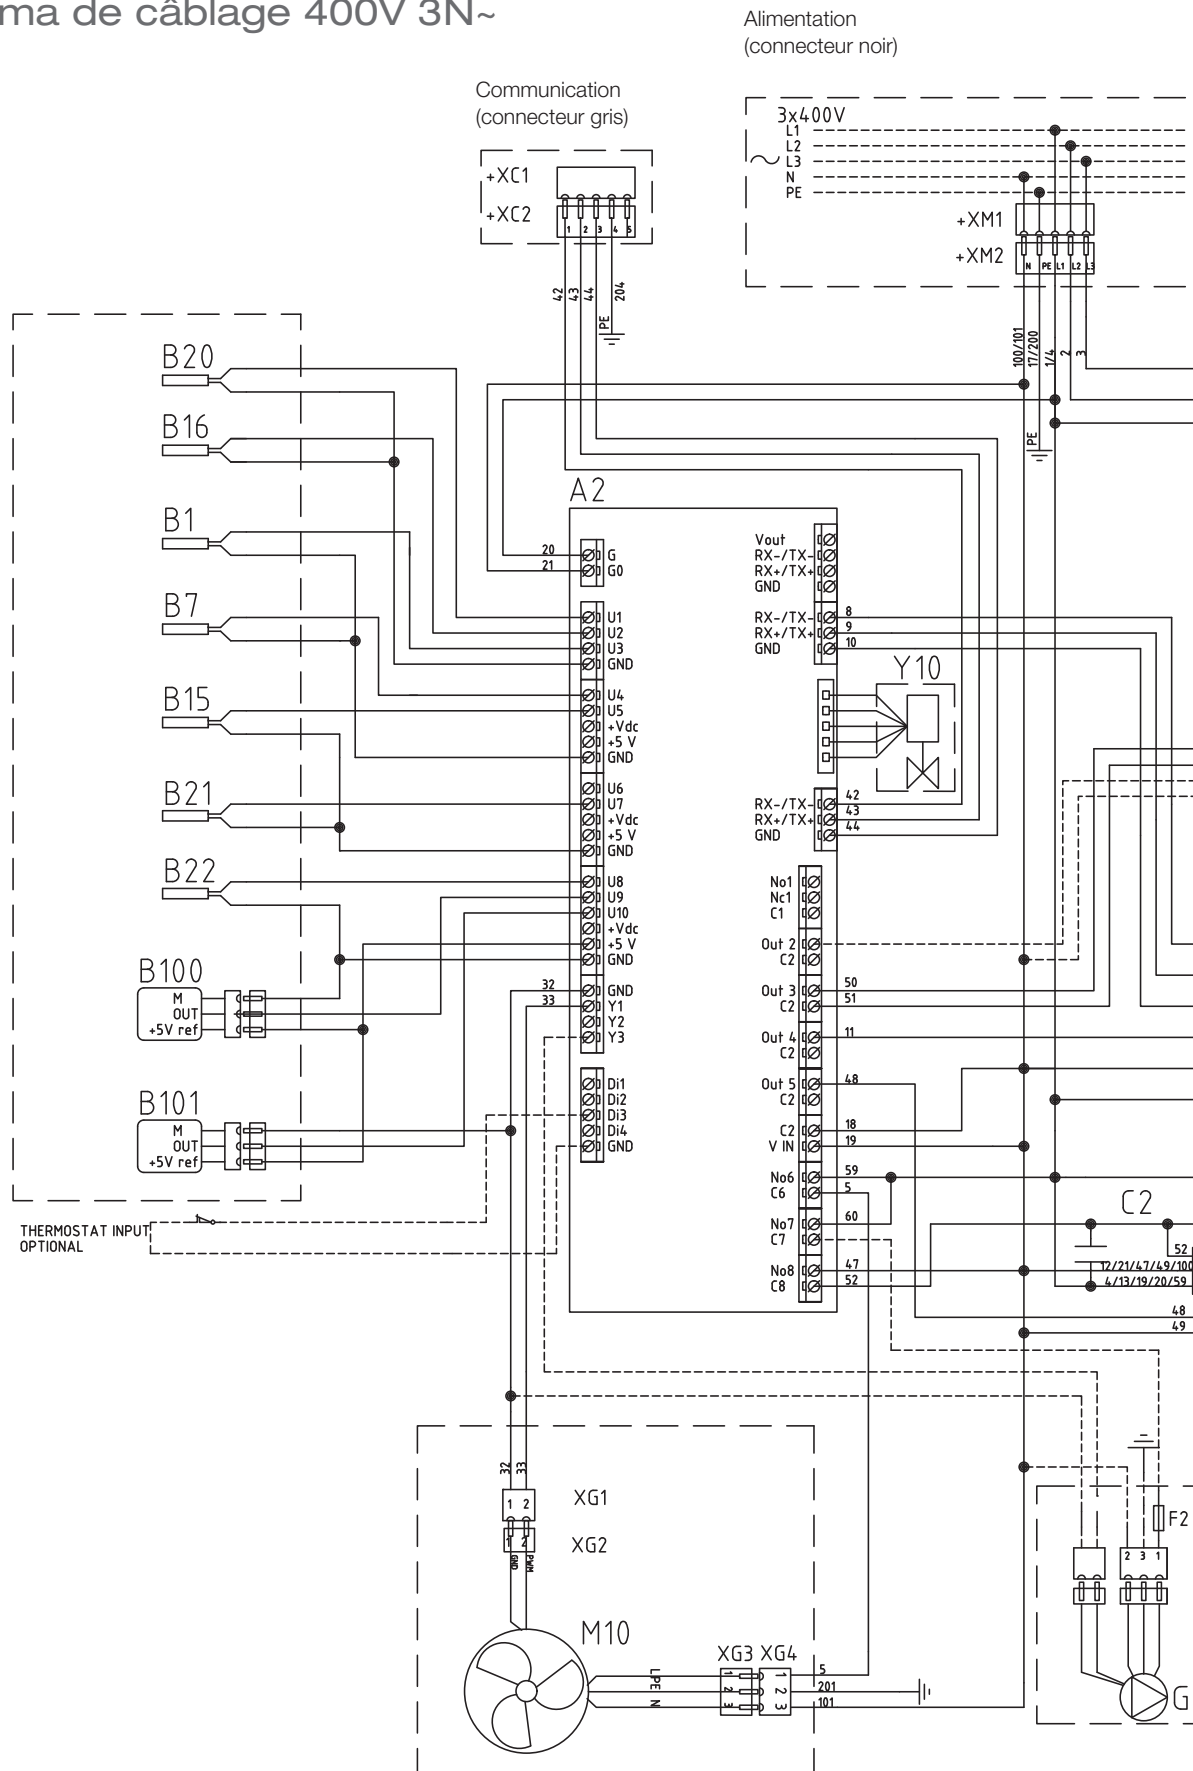 ma de câblage 400V 3N~
Alimentation
(connecteur noir)
Communication
(connecteur gris)
3x400V
L1
L2
L3
N
PE
+XC1
+XC2
1 2 3 4 5
+XM1
+XM2
N PE L1 L2 L3
42
43
44
204
PE
100/101
17/200
1/4
2
3
PE
B20
B16
B1
B7
B15
B21
B22
B100
M
OUT
+5V ref
B101
M
OUT
+5V ref
THERMOSTAT INPUT
OPTIONAL
A2
20 G
21 G0
U1
U2
U3
GND
U4
U5
+Vdc
+5 V
GND
U6
U7
+Vdc
+5 V
GND
U8
U9
U10
+Vdc
+5 V
GND
32 GND
33 Y1
Y2
Y3
Di1
Di2
Di3
Di4
GND
Vout
RX-/TX-
RX+/TX+
GND
RX-/TX- 8
RX+/TX+ 9
GND 10
Y10
RX-/TX- 42
RX+/TX+ 43
GND 44
No1
Nc1
C1
Out 2
C2
Out 3 50
C2 51
Out 4 11
C2
Out 5 48
C2
C2 18
V IN 19
No6 59
C6 5
No7 60
C7
No8 47
C8 52
C2
52
12/21/47/49/100
4/13/19/20/59
48
49
32
33
1 2
XG1
1 2
XG2
GND
PWM
M10
XG3 XG4
L PE N
1 2 3
1 2 3
5
201
101
F2
2 3 1
G